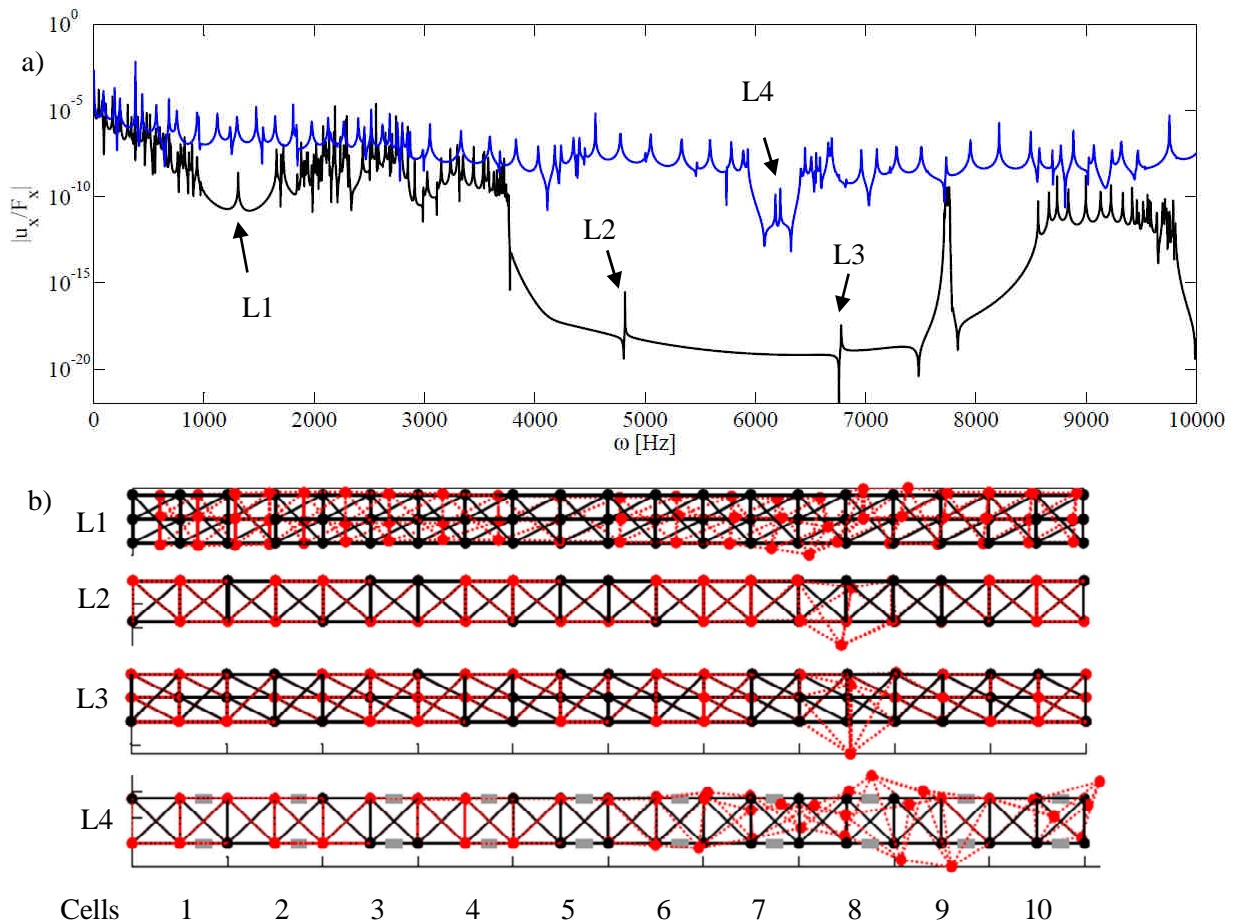 a)
10^0
10^-5
10^-10
10^-15
10^-20
|u_x/F_x|
L1
L2
L3
L4
0 1000 2000 3000 4000 5000 6000 7000 8000 9000 10000
ω [Hz]
b)
L1
L2
L3
L4
Cells 1 2 3 4 5 6 7 8 9 10